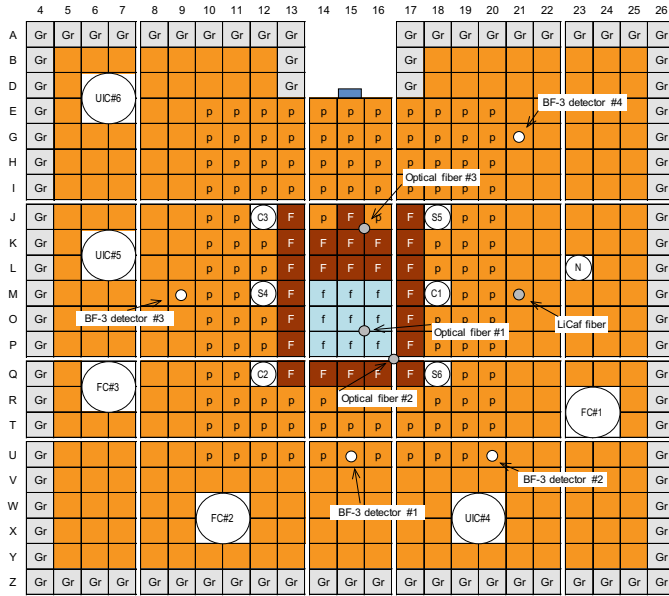 4 5 6 7 8 9 10 11 12 13 14 15 16 17 18 19 20 21 22 23 24 25 26
A Gr Gr Gr Gr Gr Gr Gr Gr Gr Gr Gr Gr Gr Gr Gr Gr Gr Gr Gr Gr
B Gr Gr Gr Gr
UIC#6
D Gr Gr Gr Gr
BF-3 detector #4
E Gr p p p p p p p p p p p Gr
G Gr p p p p p p p p p p p Gr
H Gr p p p p p p p p p p p Gr
Optical fiber #3
I Gr p p p p p p p p p p p Gr
J Gr p p C3 F p F p F S5 p p Gr
K Gr p p p F F F F F p p p Gr
UIC#5
L Gr p p p F F F F F p p p N Gr
M Gr p p S4 F f f f F C1 p p Gr
O Gr p p p F f f f F p p p Gr
BF-3 detector #3
LiCaf fiber
Optical fiber #1
P Gr p p p F f f f F p p p Gr
Q Gr p p C2 F F F F F S6 p p Gr
FC#3
R Gr p p p p p p p p Gr
Optical fiber #2
FC#1
T Gr p p p p p p p p p p p Gr
U Gr p p p p p p p p p Gr
V Gr Gr
BF-3 detector #2
W Gr Gr
BF-3 detector #1
FC#2
UIC#4
X Gr Gr
Y Gr Gr
Z Gr Gr Gr Gr Gr Gr Gr Gr Gr Gr Gr Gr Gr Gr Gr Gr Gr Gr Gr Gr Gr Gr Gr